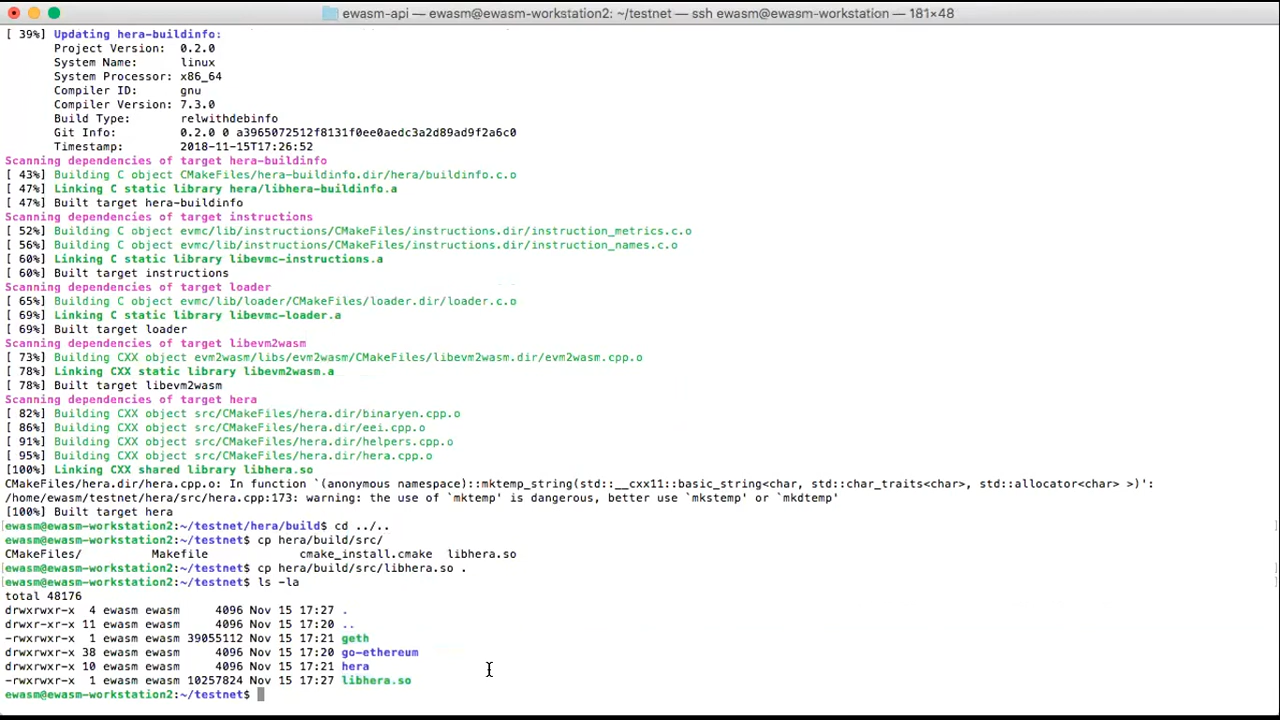 ewasm-api — ewasm@ewasm-workstation2: ~/testnet — ssh ewasm@ewasm-workstation — 181×48
[ 39%] Updating hera-buildinfo:
       Project Version:  0.2.0
       System Name:      linux
       System Processor: x86_64
       Compiler ID:      gnu
       Compiler Version: 7.3.0
       Build Type:       relwithdebinfo
       Git Info:         0.2.0 0 a3965072512f8131f0ee0aedc3a2d89ad9f2a6c0
       Timestamp:        2018-11-15T17:26:52
Scanning dependencies of target hera-buildinfo
[ 43%] Building C object CMakeFiles/hera-buildinfo.dir/hera/buildinfo.c.o
[ 47%] Linking C static library hera/libhera-buildinfo.a
[ 47%] Built target hera-buildinfo
Scanning dependencies of target instructions
[ 52%] Building C object evmc/lib/instructions/CMakeFiles/instructions.dir/instruction_metrics.c.o
[ 56%] Building C object evmc/lib/instructions/CMakeFiles/instructions.dir/instruction_names.c.o
[ 60%] Linking C static library libevmc-instructions.a
[ 60%] Built target instructions
Scanning dependencies of target loader
[ 65%] Building C object evmc/lib/loader/CMakeFiles/loader.dir/loader.c.o
[ 69%] Linking C static library libevmc-loader.a
[ 69%] Built target loader
Scanning dependencies of target libevm2wasm
[ 73%] Building CXX object evm2wasm/libs/evm2wasm/CMakeFiles/libevm2wasm.dir/evm2wasm.cpp.o
[ 78%] Linking CXX static library libevm2wasm.a
[ 78%] Built target libevm2wasm
Scanning dependencies of target hera
[ 82%] Building CXX object src/CMakeFiles/hera.dir/binaryen.cpp.o
[ 86%] Building CXX object src/CMakeFiles/hera.dir/eei.cpp.o
[ 91%] Building CXX object src/CMakeFiles/hera.dir/helpers.cpp.o
[ 95%] Building CXX object src/CMakeFiles/hera.dir/hera.cpp.o
[100%] Linking CXX shared library libhera.so
CMakeFiles/hera.dir/hera.cpp.o: In function `(anonymous namespace)::mktemp_string(std::__cxx11::basic_string<char, std::char_traits<char>, std::allocator<char> >)':
/home/ewasm/testnet/hera/src/hera.cpp:173: warning: the use of `mktemp' is dangerous, better use `mkstemp' or `mkdtemp'
[100%] Built target hera
ewasm@ewasm-workstation2:~/testnet/hera/build$ cd ../..
ewasm@ewasm-workstation2:~/testnet$ cp hera/build/src/
CMakeFiles/          Makefile             cmake_install.cmake  libhera.so
ewasm@ewasm-workstation2:~/testnet$ cp hera/build/src/libhera.so .
ewasm@ewasm-workstation2:~/testnet$ ls -la
total 48176
drwxrwxr-x  4 ewasm ewasm     4096 Nov 15 17:27 .
drwxr-xr-x 11 ewasm ewasm     4096 Nov 15 17:20 ..
-rwxrwxr-x  1 ewasm ewasm 39055112 Nov 15 17:21 geth
drwxrwxr-x 38 ewasm ewasm     4096 Nov 15 17:20 go-ethereum
drwxrwxr-x 10 ewasm ewasm     4096 Nov 15 17:21 hera
-rwxrwxr-x  1 ewasm ewasm 10257824 Nov 15 17:27 libhera.so
ewasm@ewasm-workstation2:~/testnet$